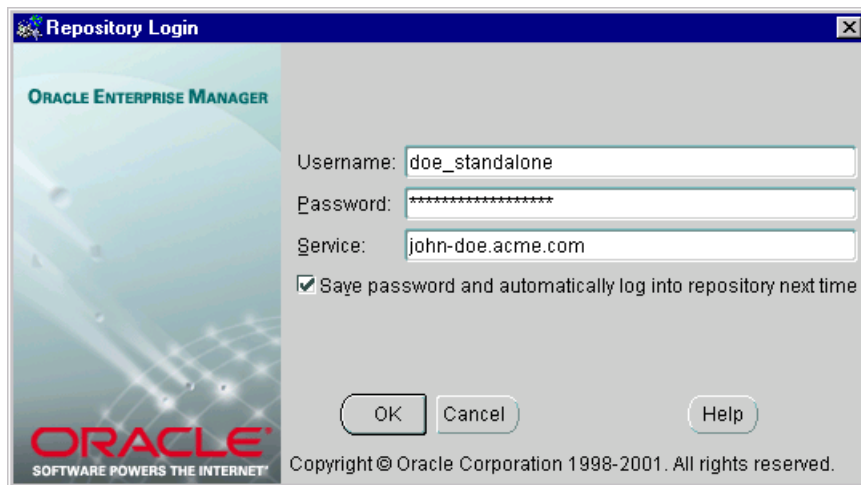 Repository Login
ORACLE ENTERPRISE MANAGER
Username: doe_standalone
Password: ******************
Service: john-doe.acme.com
Save password and automatically log into repository next time
OK Cancel Help
ORACLE®
SOFTWARE POWERS THE INTERNET™
Copyright © Oracle Corporation 1998-2001. All rights reserved.